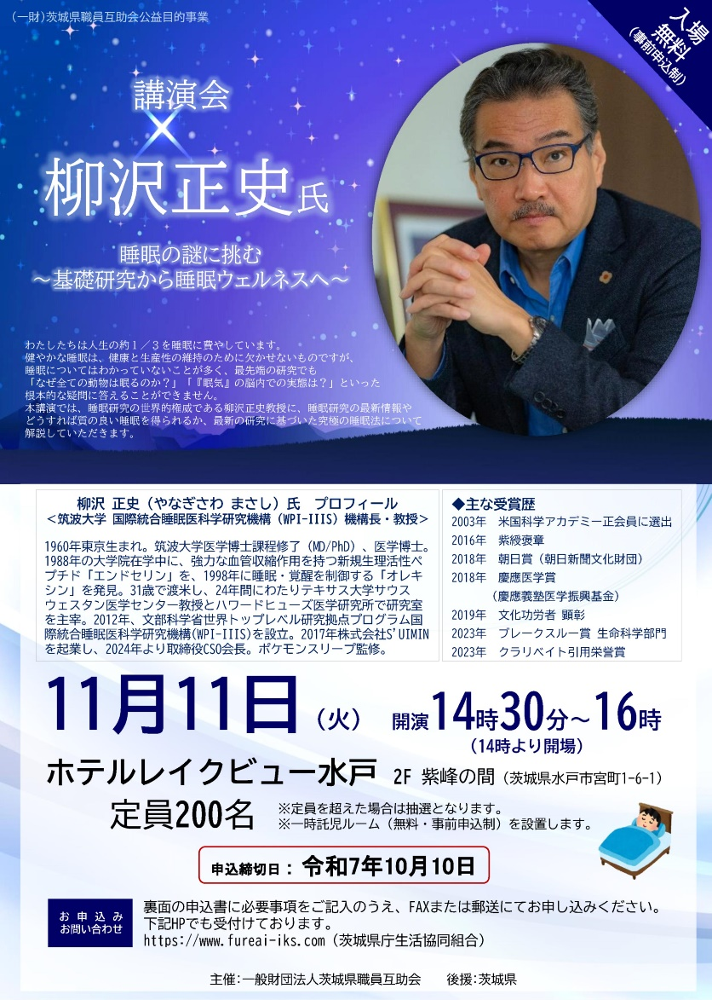 （一財）茨城県職員互助会公益目的事業
入場
無料
（事前申込制）
講演会
×
柳沢正史氏
睡眠の謎に挑む
～基礎研究から睡眠ウェルネスへ～
わたしたちは人生の約１／３を睡眠に費やしています。
健やかな睡眠は、健康と生産性の維持のために欠かせないものですが、
睡眠についてはわかっていないことが多く、最先端の研究でも
「なぜ全ての動物は眠るのか？」「『眠気』の脳内での実態は？」といった
根本的な疑問に答えることができません。
本講演では、睡眠研究の世界的権威である柳沢正史教授に、睡眠研究の最新情報や
どうすれば質の良い睡眠を得られるか、最新の研究に基づいた究極の睡眠法について
解説していただきます。
柳沢 正史（やなぎさわ まさし）氏　プロフィール
＜筑波大学 国際統合睡眠医科学研究機構（WPI-IIIS）機構長・教授＞
1960年東京生まれ。筑波大学医学博士課程修了（MD/PhD）、医学博士。
1988年の大学院在学中に、強力な血管収縮作用を持つ新規生理活性ペ
プチド「エンドセリン」を、1998年に睡眠・覚醒を制御する「オレキ
シン」を発見。31歳で渡米し、24年間にわたりテキサス大学サウス
ウェスタン医学センター教授とハワードヒューズ医学研究所で研究室
を主宰。2012年、文部科学省世界トップレベル研究拠点プログラム国
際統合睡眠医科学研究機構(WPI-IIIS)を設立。2017年株式会社S'UIMIN
を起業し、2024年より取締役CSO会長。ポケモンスリープ監修。
◆主な受賞歴
2003年　米国科学アカデミー正会員に選出
2016年　紫綬褒章
2018年　朝日賞（朝日新聞文化財団）
2018年　慶應医学賞
（慶應義塾医学振興基金）
2019年　文化功労者 顕彰
2023年　ブレークスルー賞 生命科学部門
2023年　クラリベイト引用栄誉賞
11月11日（火）　開演14時30分～16時
（14時より開場）
ホテルレイクビュー水戸　2F 紫峰の間（茨城県水戸市宮町1-6-1）
定員200名
※定員を超えた場合は抽選となります。
※一時託児ルーム（無料・事前申込制）を設置します。
申込締切日：令和7年10月10日
お申込み
お問い合わせ
裏面の申込書に必要事項をご記入のうえ、FAXまたは郵送にてお申し込みください。
下記HPでも受付けております。
https://www.fureai-iks.com（茨城県庁生活協同組合）
主催：一般財団法人茨城県職員互助会　　後援：茨城県